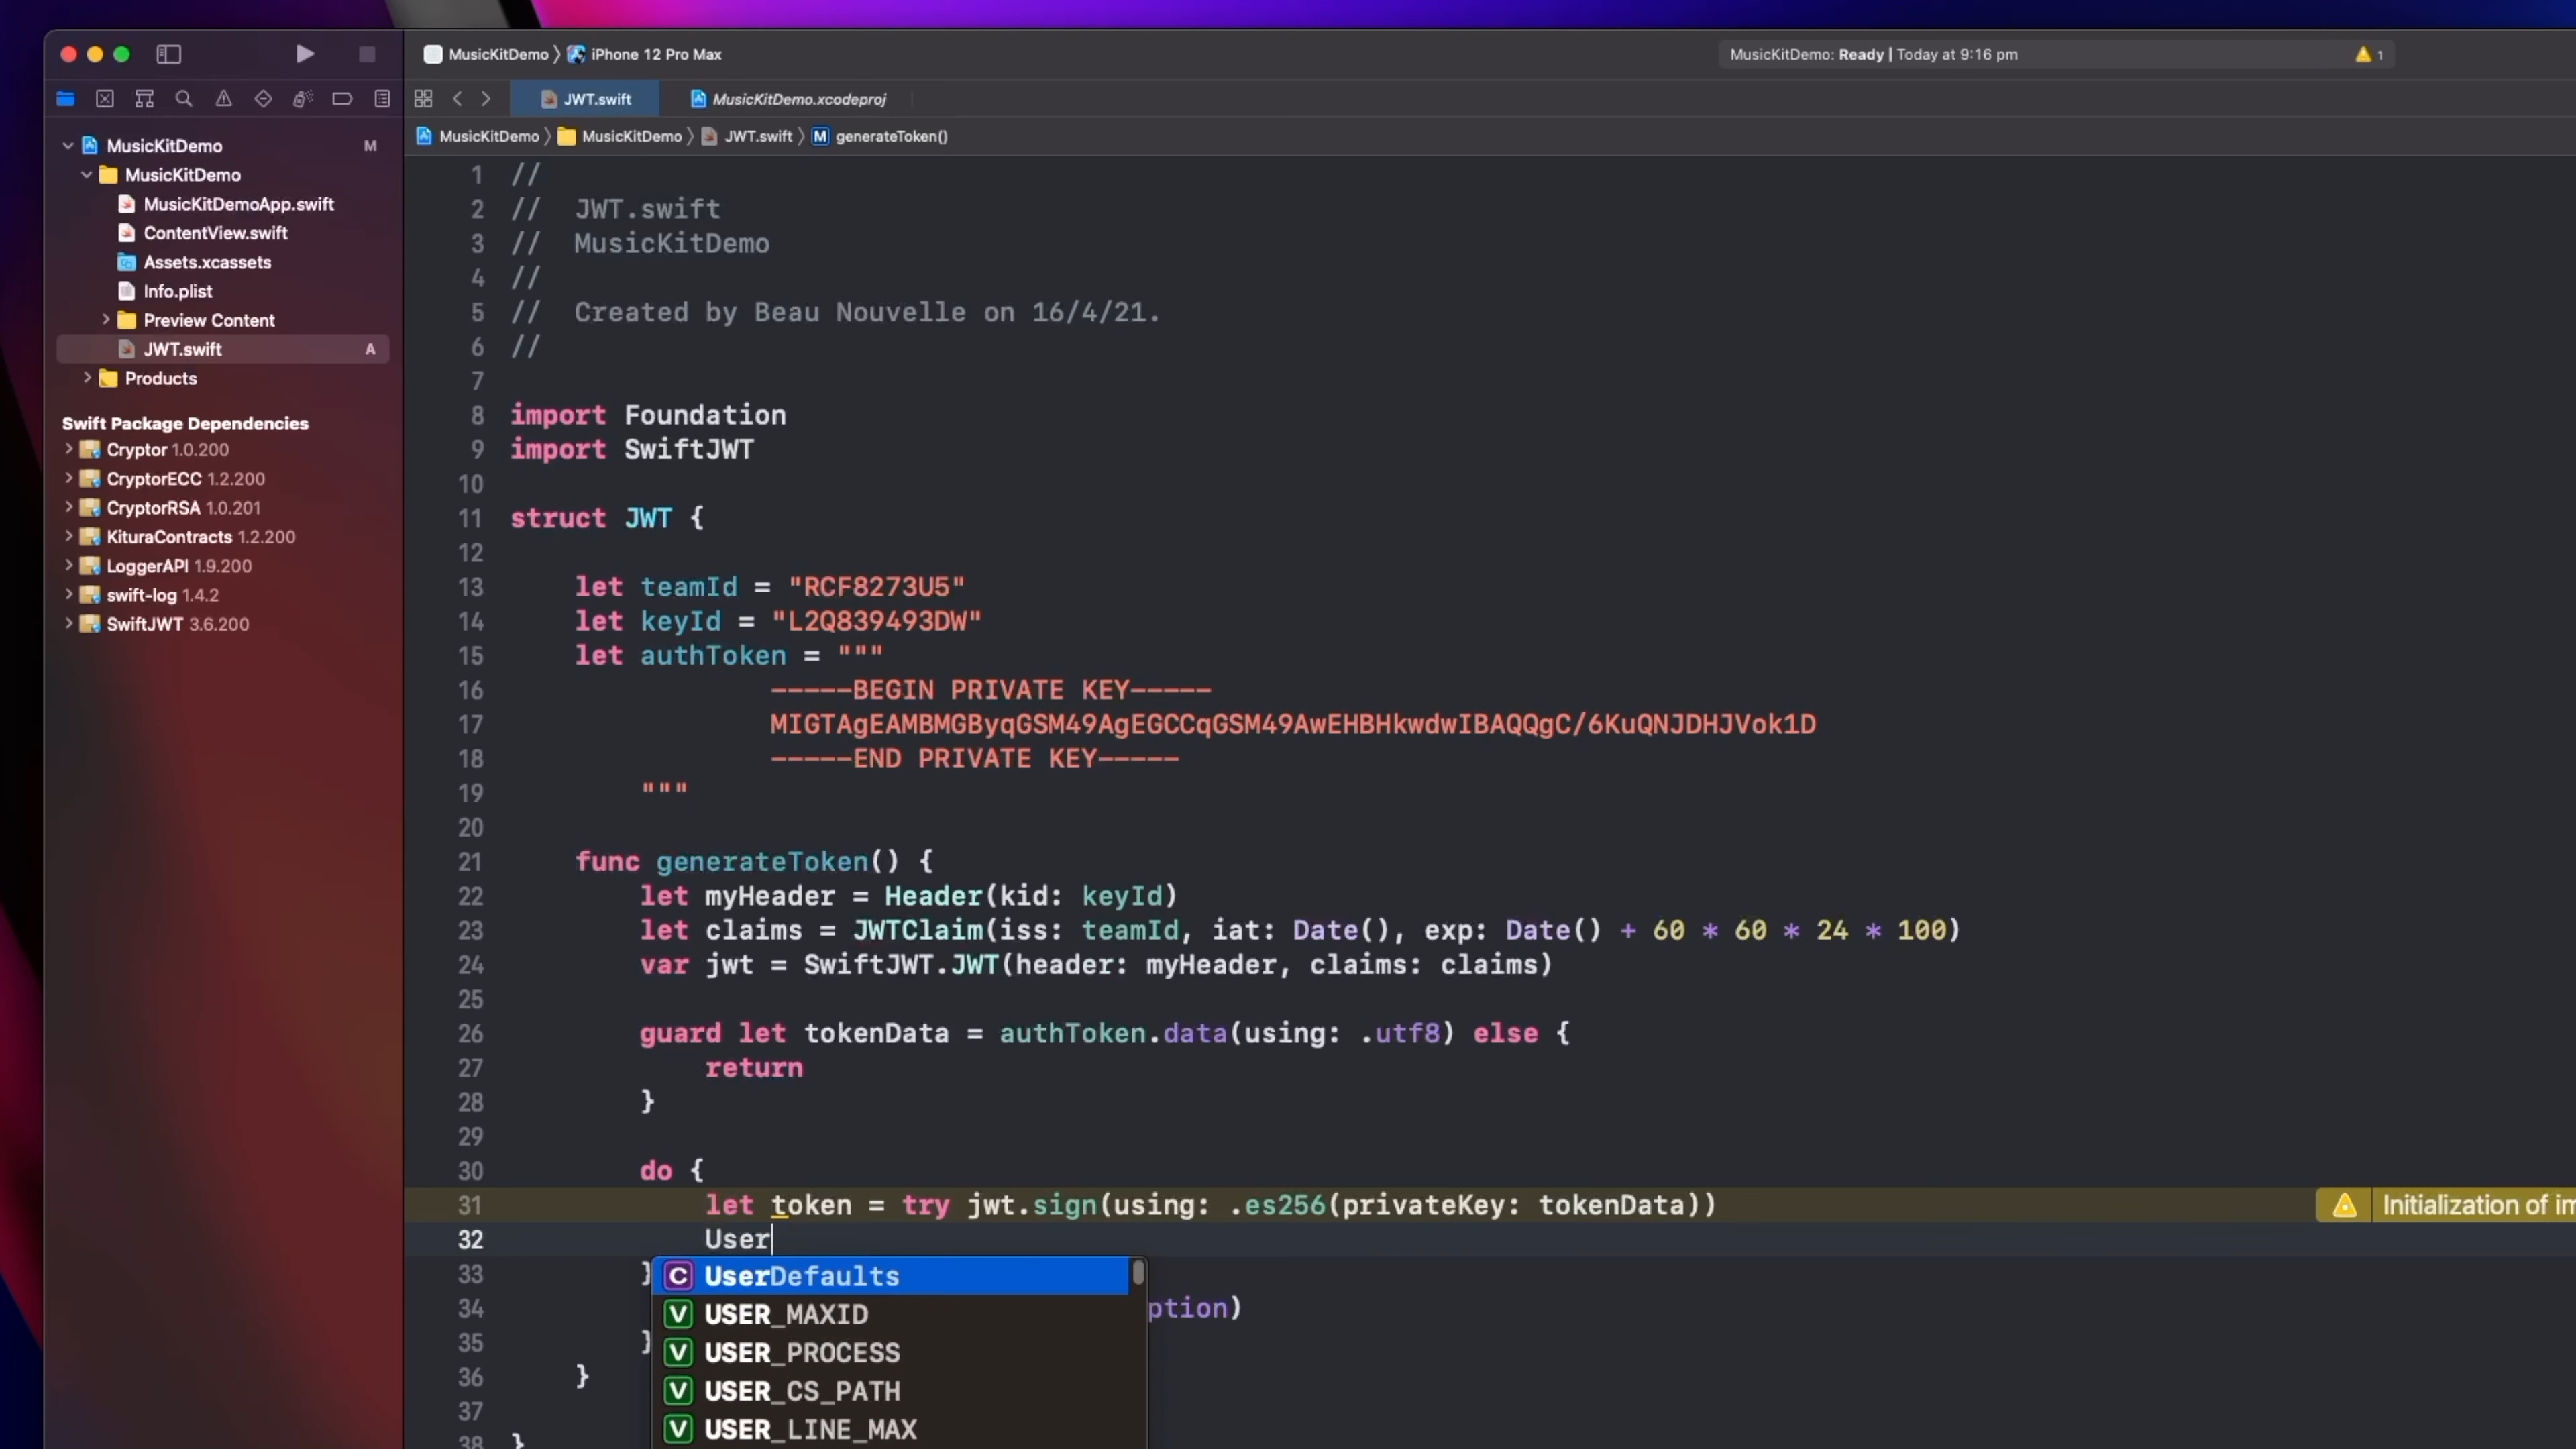 MusicKitDemo
iPhone 12 Pro Max
MusicKitDemo: Ready | Today at 9:16 pm
1
JWT.swift
MusicKitDemo.xcodeproj
MusicKitDemo
MusicKitDemo
JWT.swift
M
generateToken()
MusicKitDemo
M
MusicKitDemo
MusicKitDemoApp.swift
ContentView.swift
Assets.xcassets
Info.plist
Preview Content
JWT.swift
A
Products
Swift Package Dependencies
Cryptor 1.0.200
CryptorECC 1.2.200
CryptorRSA 1.0.201
KituraContracts 1.2.200
LoggerAPI 1.9.200
swift-log 1.4.2
SwiftJWT 3.6.200
1 //
2 //  JWT.swift
3 //  MusicKitDemo
4 //
5 //  Created by Beau Nouvelle on 16/4/21.
6 //
7
8 import Foundation
9 import SwiftJWT
10
11 struct JWT {
12
13     let teamId = "RCF8273U5"
14     let keyId = "L2Q839493DW"
15     let authToken = """
16                 -----BEGIN PRIVATE KEY-----
17                 MIGTAgEAMBMGByqGSM49AgEGCCqGSM49AwEHBHkwdwIBAQQgC/6KuQNJDHJVok1D
18                 -----END PRIVATE KEY-----
19         """
20
21     func generateToken() {
22         let myHeader = Header(kid: keyId)
23         let claims = JWTClaim(iss: teamId, iat: Date(), exp: Date() + 60 * 60 * 24 * 100)
24         var jwt = SwiftJWT.JWT(header: myHeader, claims: claims)
25
26         guard let tokenData = authToken.data(using: .utf8) else {
27             return
28         }
29
30         do {
31             let token = try jwt.sign(using: .es256(privateKey: tokenData))
Initialization of im
32             User
33         }
C UserDefaults
34 ption)
V USER_MAXID
35         }
V USER_PROCESS
36     }
V USER_CS_PATH
37
V USER_LINE_MAX
38 }